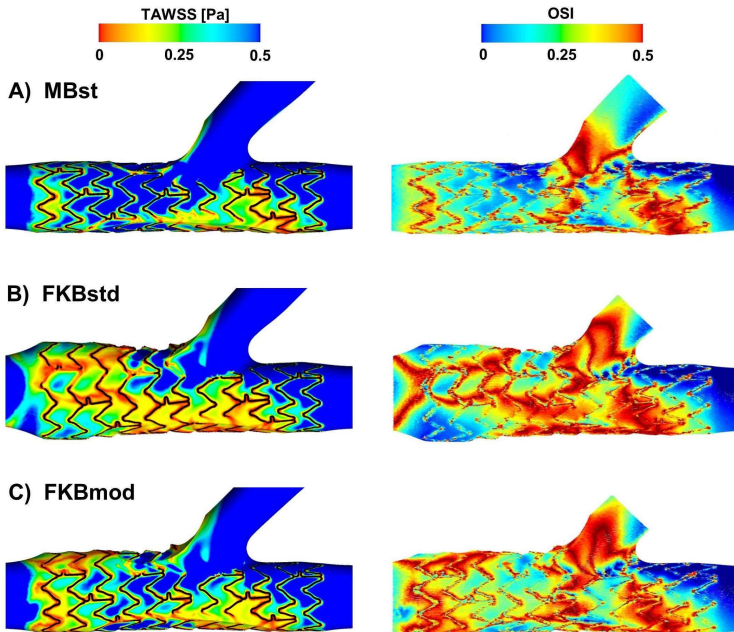 TAWSS [Pa]
0 0.25 0.5
OSI
0 0.25 0.5
A) MBst
B) FKBstd
C) FKBmod